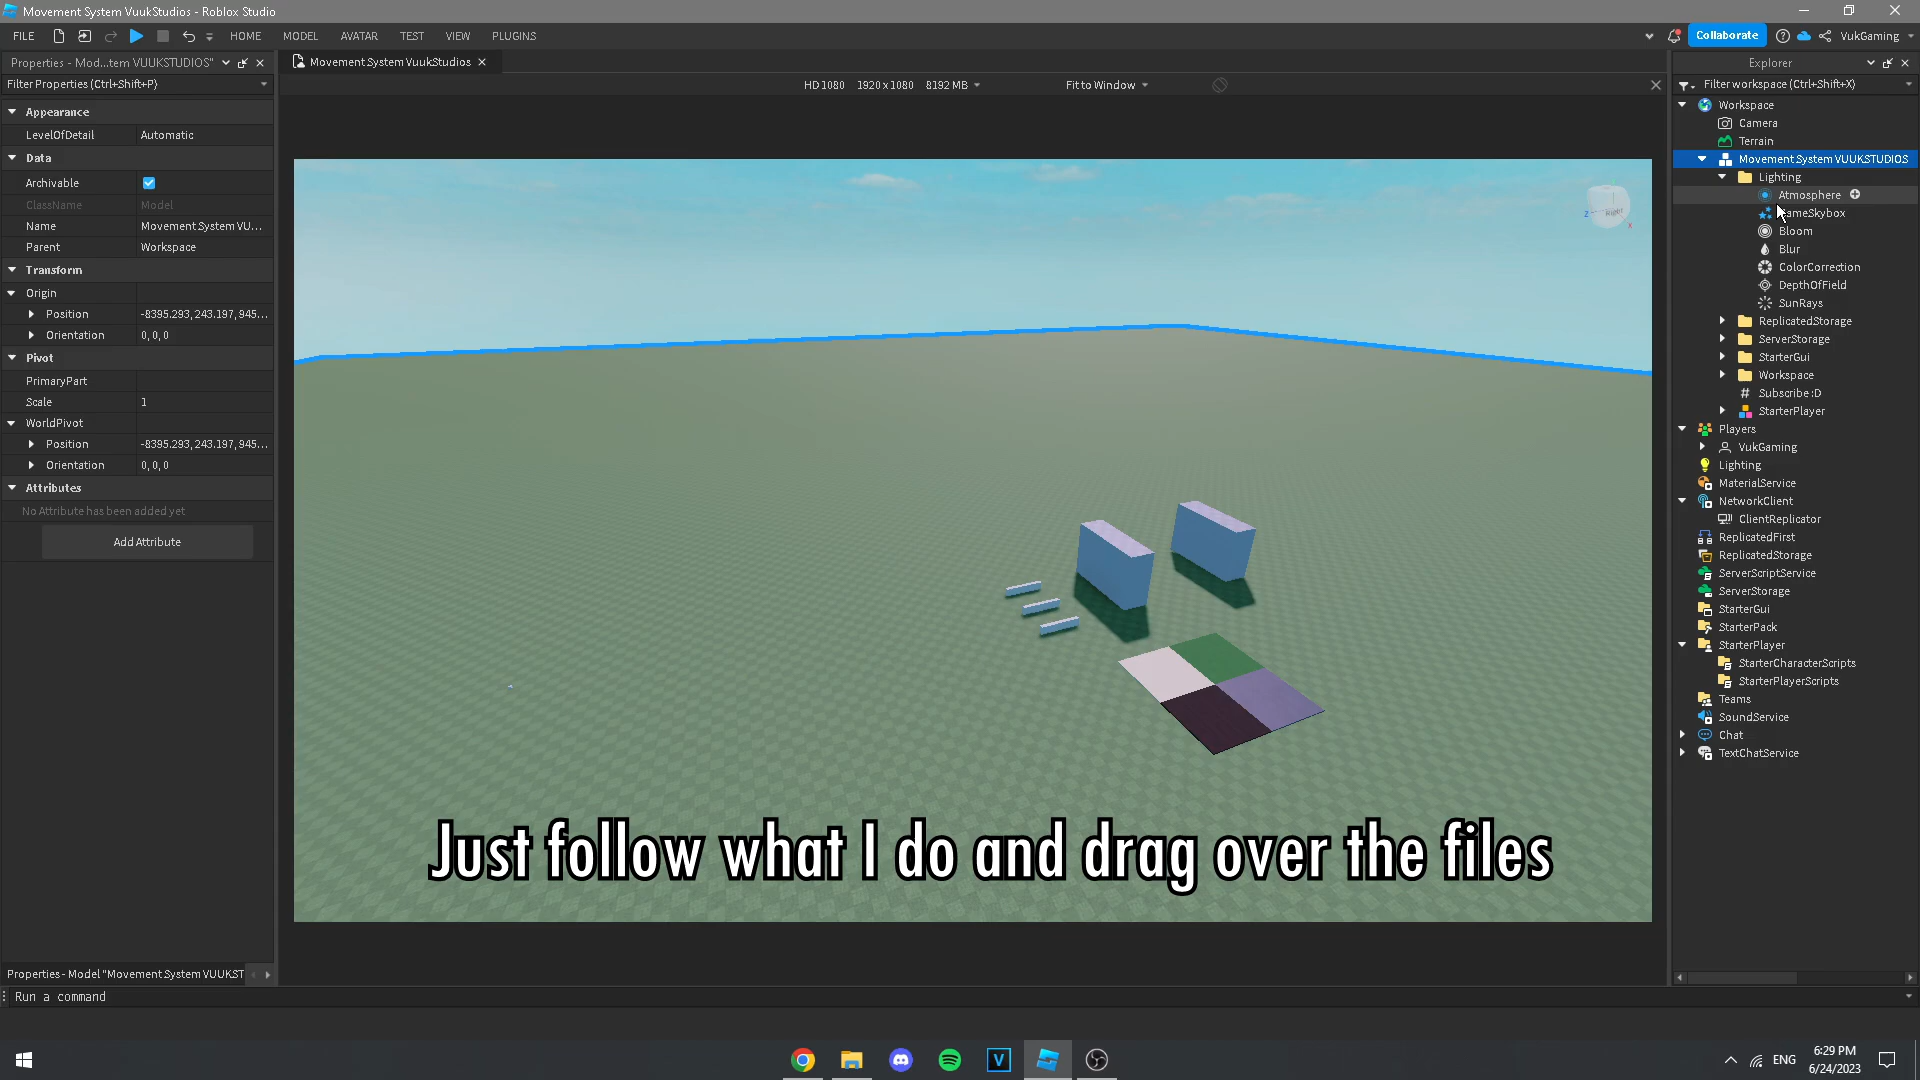 Movement System VuukStudios - Roblox Studio
FILE HOME MODEL AVATAR TEST VIEW PLUGINS Collaborate VukGaming
Properties - Mod...tem VUUKSTUDIOS"
Filter Properties (Ctrl+Shift+P)
Appearance
LevelOfDetail Automatic
Data
Archivable
ClassName Model
Name Movement System VU...
Parent Workspace
Transform
Origin
Position -8395.293, 243.197, 945...
Orientation 0, 0, 0
Pivot
PrimaryPart
Scale 1
WorldPivot
Position -8395.293, 243.197, 945...
Orientation 0, 0, 0
Attributes
No Attribute has been added yet
Add Attribute
Properties - Model "Movement System VUUKST
Run a command
Movement System VuukStudios
HD1080 1920 x 1080 8192 MB Fit to Window
Z Right X
Just follow what I do and drag over the files
Explorer
Filter workspace (Ctrl+Shift+X)
Workspace
Camera
Terrain
Movement System VUUKSTUDIOS
Lighting
Atmosphere
ameSkybox
Bloom
Blur
ColorCorrection
DepthOfField
SunRays
ReplicatedStorage
ServerStorage
StarterGui
Workspace
Subscribe :D
StarterPlayer
Players
VukGaming
Lighting
MaterialService
NetworkClient
ClientReplicator
ReplicatedFirst
ReplicatedStorage
ServerScriptService
ServerStorage
StarterGui
StarterPack
StarterPlayer
StarterCharacterScripts
StarterPlayerScripts
Teams
SoundService
Chat
TextChatService
V
ENG
6:29 PM
6/24/2023